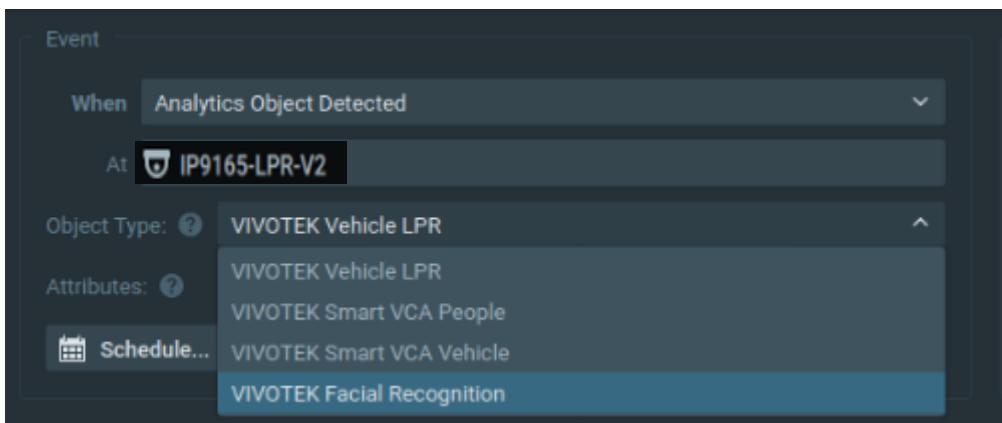 Event
When Analytics Object Detected
At IP9165-LPR-V2
Object Type: ? VIVOTEK Vehicle LPR
VIVOTEK Vehicle LPR
Attributes: ?
VIVOTEK Smart VCA People
VIVOTEK Smart VCA Vehicle
Schedule...
VIVOTEK Facial Recognition